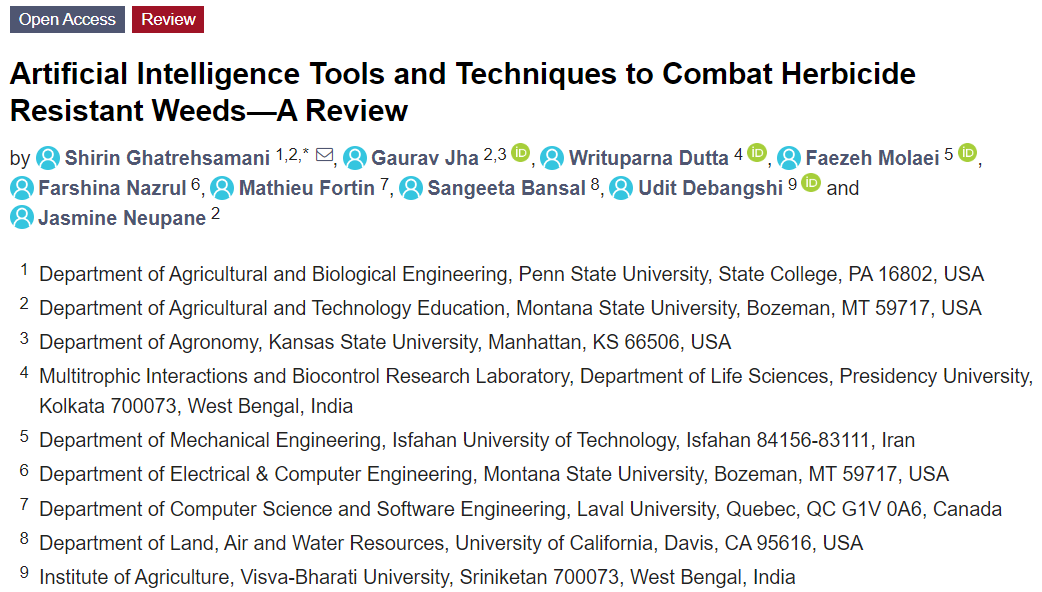 Open Access Review
Artificial Intelligence Tools and Techniques to Combat Herbicide
Resistant Weeds—A Review
by Shirin Ghatrehsamani 1,2,*, Gaurav Jha 2,3 iD, Writuparna Dutta 4 iD, Faezeh Molaei 5 iD,
Farshina Nazrul 6, Mathieu Fortin 7, Sangeeta Bansal 8, Udit Debangshi 9 iD and
Jasmine Neupane 2
1 Department of Agricultural and Biological Engineering, Penn State University, State College, PA 16802, USA
2 Department of Agricultural and Technology Education, Montana State University, Bozeman, MT 59717, USA
3 Department of Agronomy, Kansas State University, Manhattan, KS 66506, USA
4 Multitrophic Interactions and Biocontrol Research Laboratory, Department of Life Sciences, Presidency University,
Kolkata 700073, West Bengal, India
5 Department of Mechanical Engineering, Isfahan University of Technology, Isfahan 84156-83111, Iran
6 Department of Electrical & Computer Engineering, Montana State University, Bozeman, MT 59717, USA
7 Department of Computer Science and Software Engineering, Laval University, Quebec, QC G1V 0A6, Canada
8 Department of Land, Air and Water Resources, University of California, Davis, CA 95616, USA
9 Institute of Agriculture, Visva-Bharati University, Sriniketan 700073, West Bengal, India